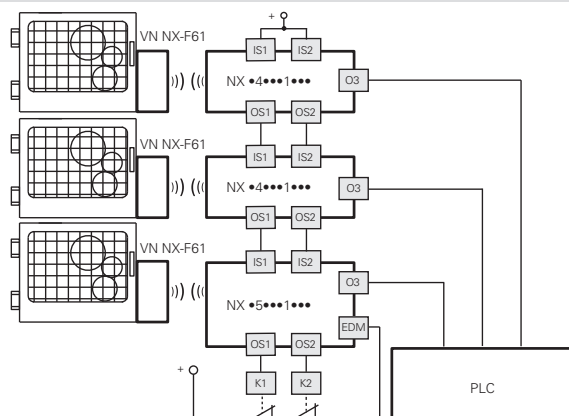 +
VN NX-F61
IS1 IS2
NX •4•••1••• O3
OS1 OS2
VN NX-F61
IS1 IS2
NX •4•••1••• O3
OS1 OS2
VN NX-F61
IS1 IS2
O3
NX •5•••1•••
EDM
OS1 OS2
+
K1 K2
PLC